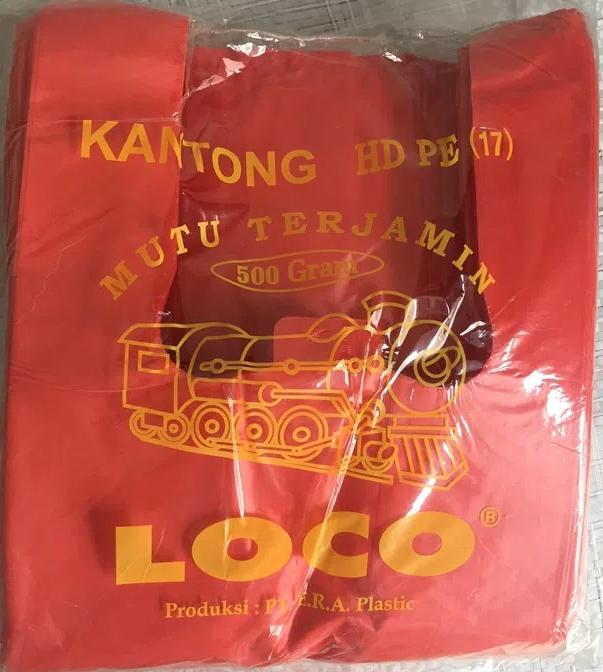 KANTONG HD PE (17)
MUTU TERJAMIN
500 Gram
LOCO ®
Produksi : PT. E.R.A. Plastic